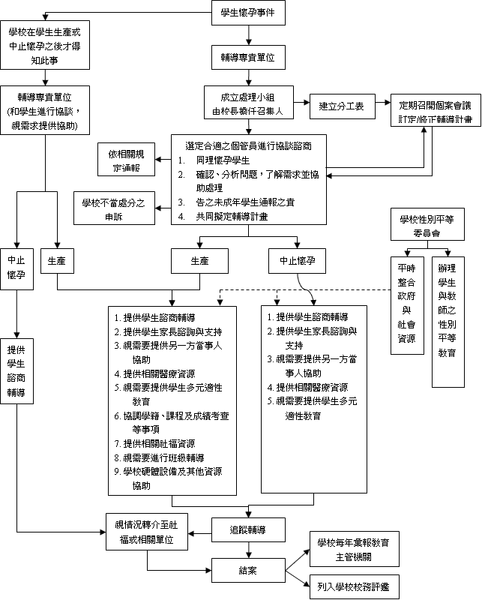 學生懷孕事件
學校在學生生產或
中止懷孕之後才得
知此事
輔導專責單位
輔導專責單位
(和學生進行協談，
視需求提供協助)
成立處理小組
由校長擔任召集人
建立分工表
定期召開個案會議
訂定/修正輔導計畫
依相關規
定通報
選定合適之個管員進行協談諮商
1. 同理懷孕學生
2. 確認、分析問題，了解需求並協
助處理
3. 告之未成年學生通報之責
4. 共同擬定輔導計畫
學校不當處分之
申訴
學校性別平等
委員會
中止
懷孕
生產
生產
中止懷孕
平時
整合
政府
與
社會
資源
辦理
學生
與教
師之
性別
平等
教育
提供
學生
諮商
輔導
1. 提供學生諮商輔導
2. 提供學生家長諮詢與支持
3. 視需要提供另一方當事人
協助
4. 提供相關醫療資源
5. 視需要提供學生多元適性
教育
6. 協調學籍、課程及成績考查
等事項
7. 提供相關社福資源
8. 視需要進行班級輔導
9. 學校硬體設備及其他資源
協助
1. 提供學生諮商輔導
2. 提供學生家長諮詢與
支持
3. 視需要提供另一方當
事人協助
4. 提供相關醫療資源
5. 視需要提供學生多元
適性教育
視情況轉介至社
福或相關單位
追蹤輔導
結案
學校每年彙報教育
主管機關
列入學校校務評鑑